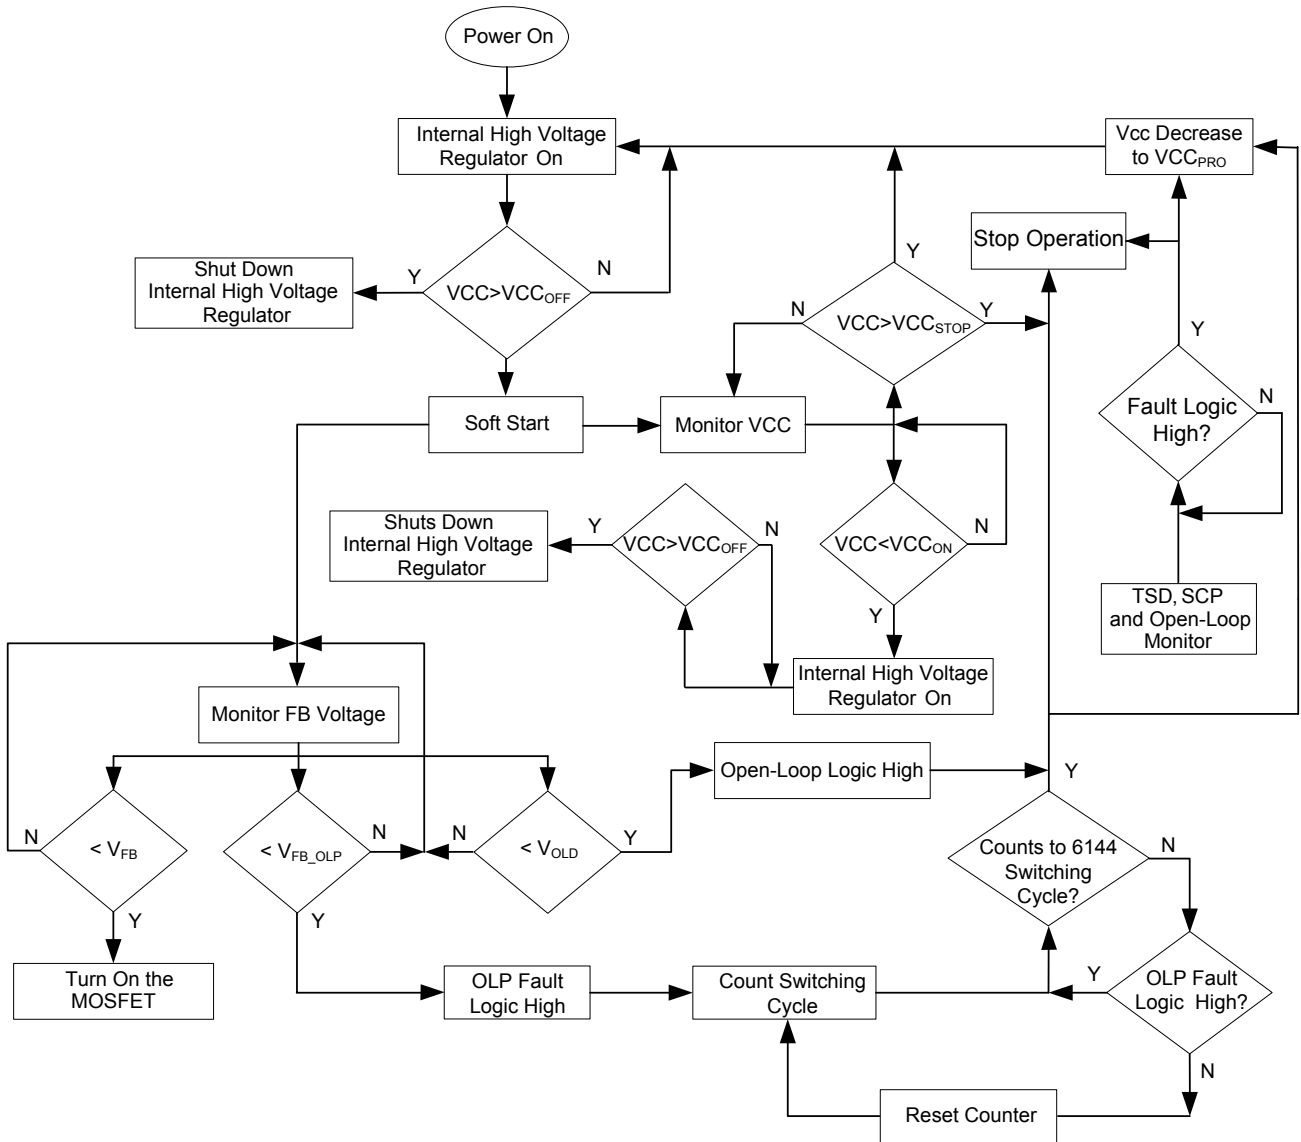 Power On
Internal High Voltage
Regulator On
Vcc Decrease
to VCCPRO
Stop Operation
Shut Down
Internal High Voltage
Regulator
Y
VCC>VCCOFF
N
Y
N
VCC>VCCSTOP
Y
Y
Fault Logic
High?
N
Soft Start
Monitor VCC
Shuts Down
Internal High Voltage
Regulator
Y
VCC>VCCOFF
N
VCC<VCCON
N
Y
TSD, SCP
and Open-Loop
Monitor
Internal High Voltage
Regulator On
Monitor FB Voltage
Open-Loop Logic High
Y
N
< VFB
< VFB_OLP
N
N
< VOLD
Y
Counts to 6144
Switching
Cycle?
N
Y
Y
Turn On the
MOSFET
OLP Fault
Logic High
Count Switching
Cycle
Y
OLP Fault
Logic High?
N
Reset Counter